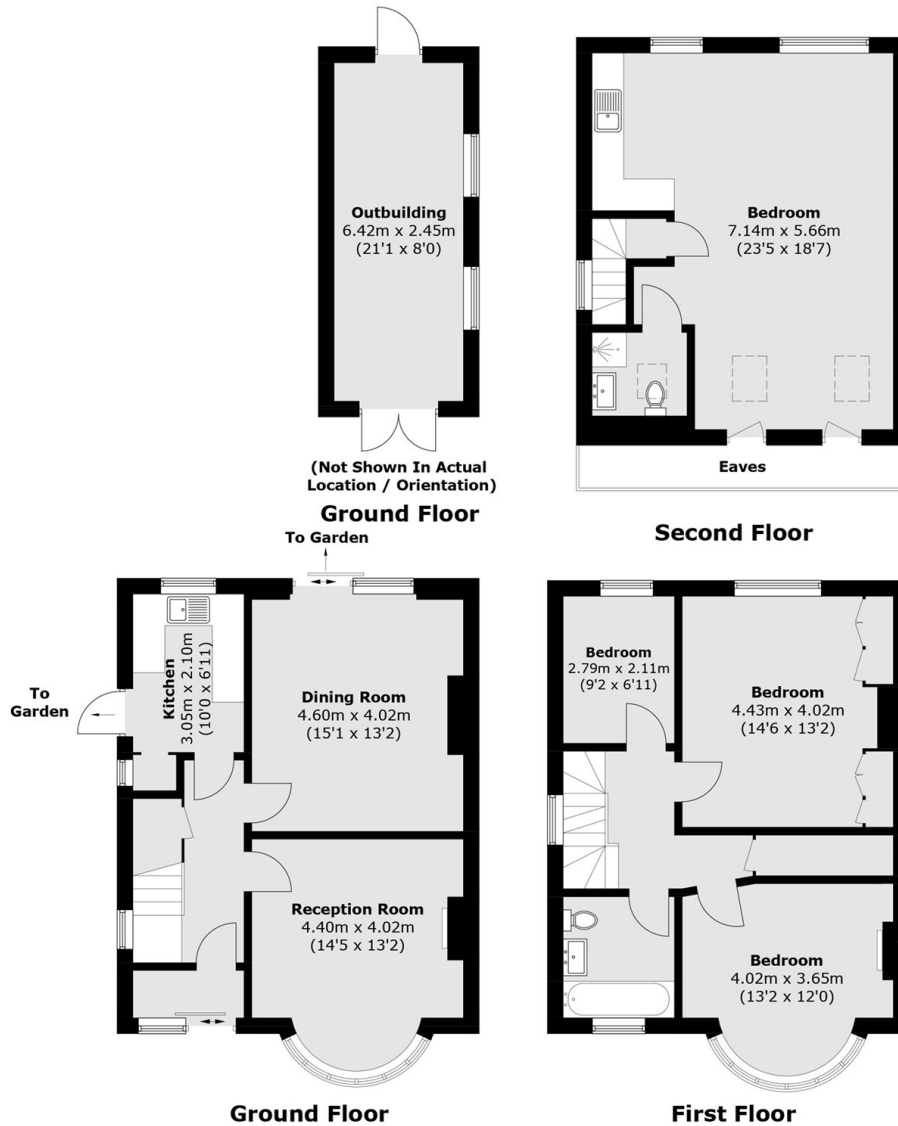 Outbuilding
6.42m x 2.45m
(21'1 x 8'0)
(Not Shown In Actual
Location / Orientation)
Ground Floor
Bedroom
7.14m x 5.66m
(23'5 x 18'7)
Eaves
Second Floor
To Garden
To
Garden
Kitchen
3.05m x 2.10m
(10'0 x 6'11)
Dining Room
4.60m x 4.02m
(15'1 x 13'2)
Reception Room
4.40m x 4.02m
(14'5 x 13'2)
Ground Floor
Bedroom
2.79m x 2.11m
(9'2 x 6'11)
Bedroom
4.43m x 4.02m
(14'6 x 13'2)
Bedroom
4.02m x 3.65m
(13'2 x 12'0)
First Floor